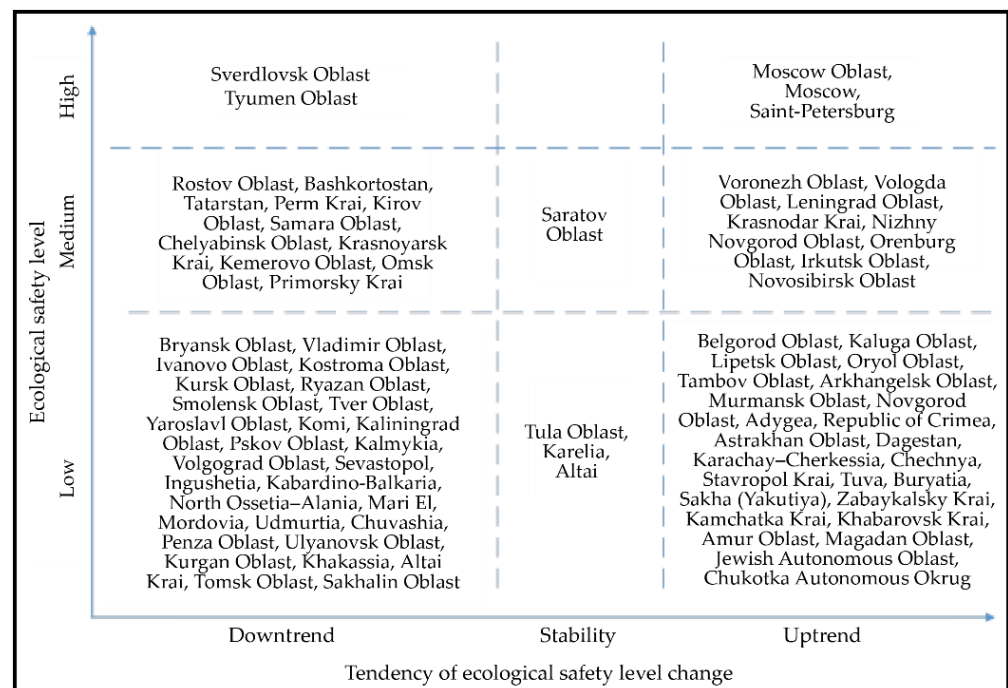 Ecological safety level
High
Sverdlovsk Oblast
Tyumen Oblast
Moscow Oblast,
Moscow,
Saint-Petersburg
Medium
Rostov Oblast, Bashkortostan,
Tatarstan, Perm Krai, Kirov
Oblast, Samara Oblast,
Chelyabinsk Oblast, Krasnoyarsk
Krai, Kemerovo Oblast, Omsk
Oblast, Primorsky Krai
Saratov
Oblast
Voronezh Oblast, Vologda
Oblast, Leningrad Oblast,
Krasnodar Krai, Nizhny
Novgorod Oblast, Orenburg
Oblast, Irkutsk Oblast,
Novosibirsk Oblast
Low
Bryansk Oblast, Vladimir Oblast,
Ivanovo Oblast, Kostroma Oblast,
Kursk Oblast, Ryazan Oblast,
Smolensk Oblast, Tver Oblast,
Yaroslavl Oblast, Komi, Kaliningrad
Oblast, Pskov Oblast, Kalmykia,
Volgograd Oblast, Sevastopol,
Ingushetia, Kabardino-Balkaria,
North Ossetia–Alania, Mari El,
Mordovia, Udmurtia, Chuvashia,
Penza Oblast, Ulyanovsk Oblast,
Kurgan Oblast, Khakassia, Altai
Krai, Tomsk Oblast, Sakhalin Oblast
Tula Oblast,
Karelia,
Altai
Belgorod Oblast, Kaluga Oblast,
Lipetsk Oblast, Oryol Oblast,
Tambov Oblast, Arkhangelsk Oblast,
Murmansk Oblast, Novgorod
Oblast, Adygea, Republic of Crimea,
Astrakhan Oblast, Dagestan,
Karachay–Cherkessia, Chechnya,
Stavropol Krai, Tuva, Buryatia,
Sakha (Yakutiya), Zabaykalsky Krai,
Kamchatka Krai, Khabarovsk Krai,
Amur Oblast, Magadan Oblast,
Jewish Autonomous Oblast,
Chukotka Autonomous Okrug
Downtrend
Stability
Uptrend
Tendency of ecological safety level change